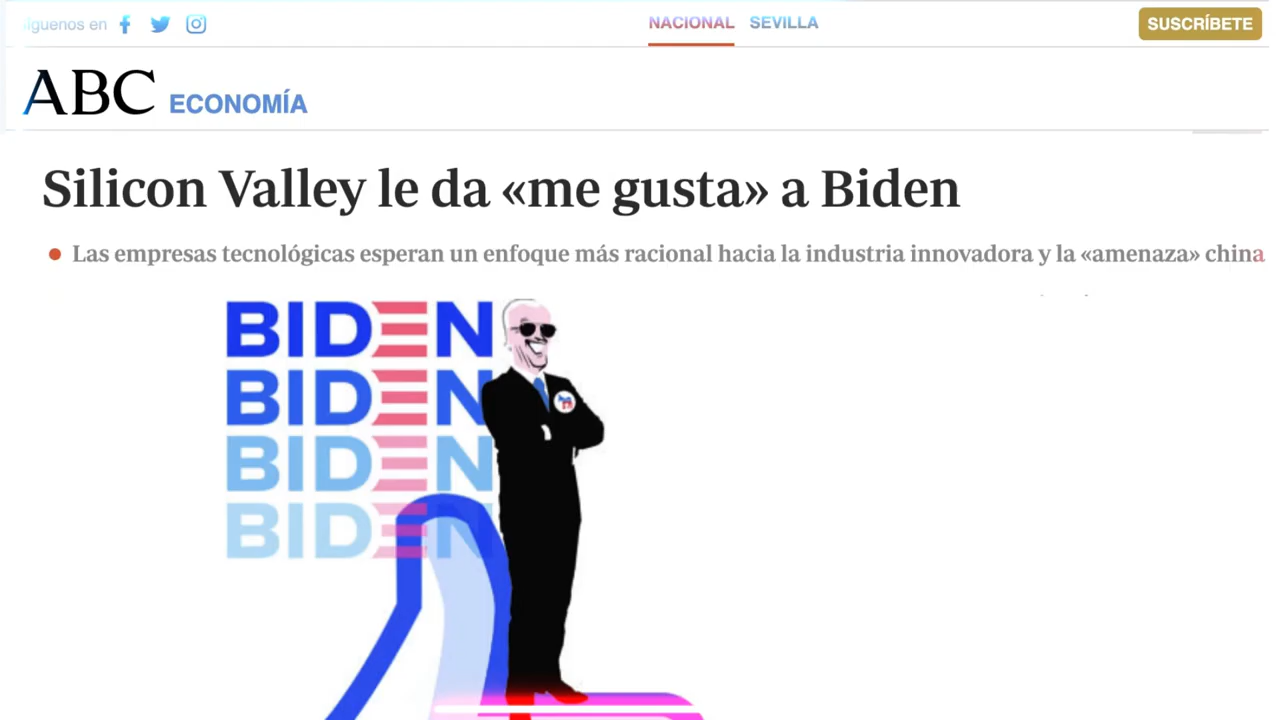 íguenos en
NACIONAL SEVILLA
SUSCRÍBETE
ABC ECONOMÍA
Silicon Valley le da «me gusta» a Biden
Las empresas tecnológicas esperan un enfoque más racional hacia la industria innovadora y la «amenaza» china
BIDEN
BIDEN
BIDEN
BIDEN